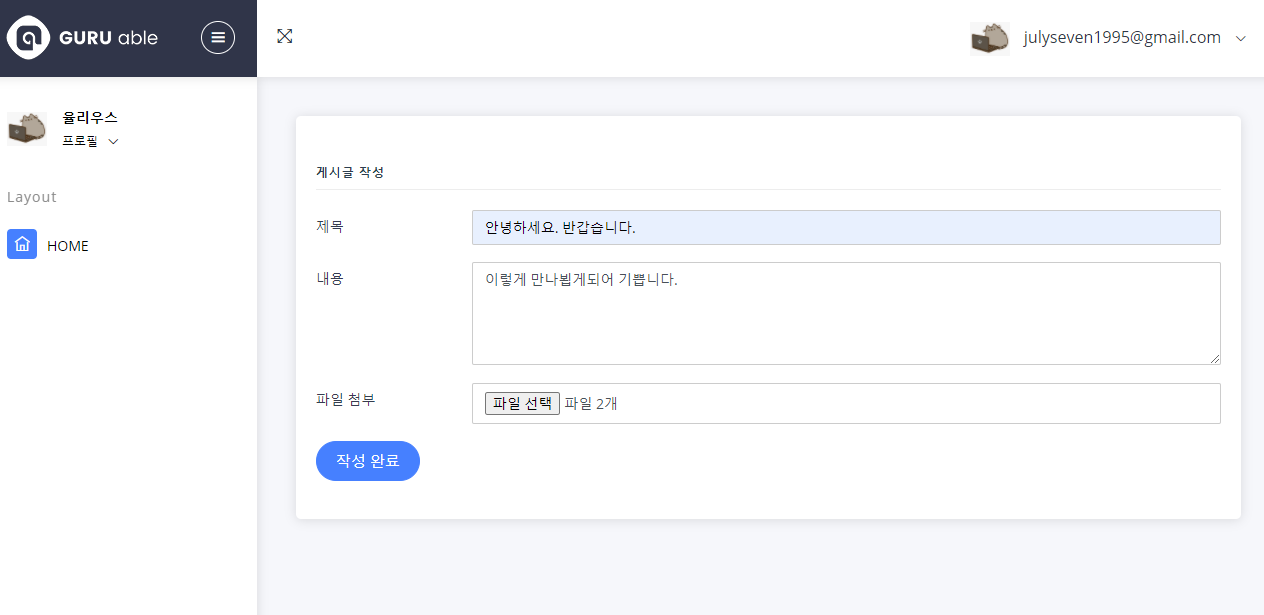 GURU able
julyseven1995@gmail.com
율리우스
프로필
Layout
HOME
게시글 작성
제목
안녕하세요. 반갑습니다.
내용
이렇게 만나뵙게되어 기쁩니다.
파일 첨부
파일 선택 파일 2개
작성 완료